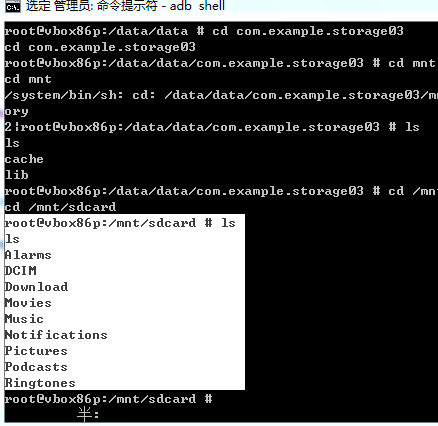 选定 管理员: 命令提示符 - adb shell
root@vbox86p:/data/data # cd com.example.storage03
cd com.example.storage03
root@vbox86p:/data/data/com.example.storage03 # cd mnt
cd mnt
/system/bin/sh: cd: /data/data/com.example.storage03/m
ory
2|root@vbox86p:/data/data/com.example.storage03 # ls
ls
cache
lib
root@vbox86p:/data/data/com.example.storage03 # cd /mn
cd /mnt/sdcard
root@vbox86p:/mnt/sdcard # ls
ls
Alarms
DCIM
Download
Movies
Music
Notifications
Pictures
Podcasts
Ringtones
root@vbox86p:/mnt/sdcard #
半: